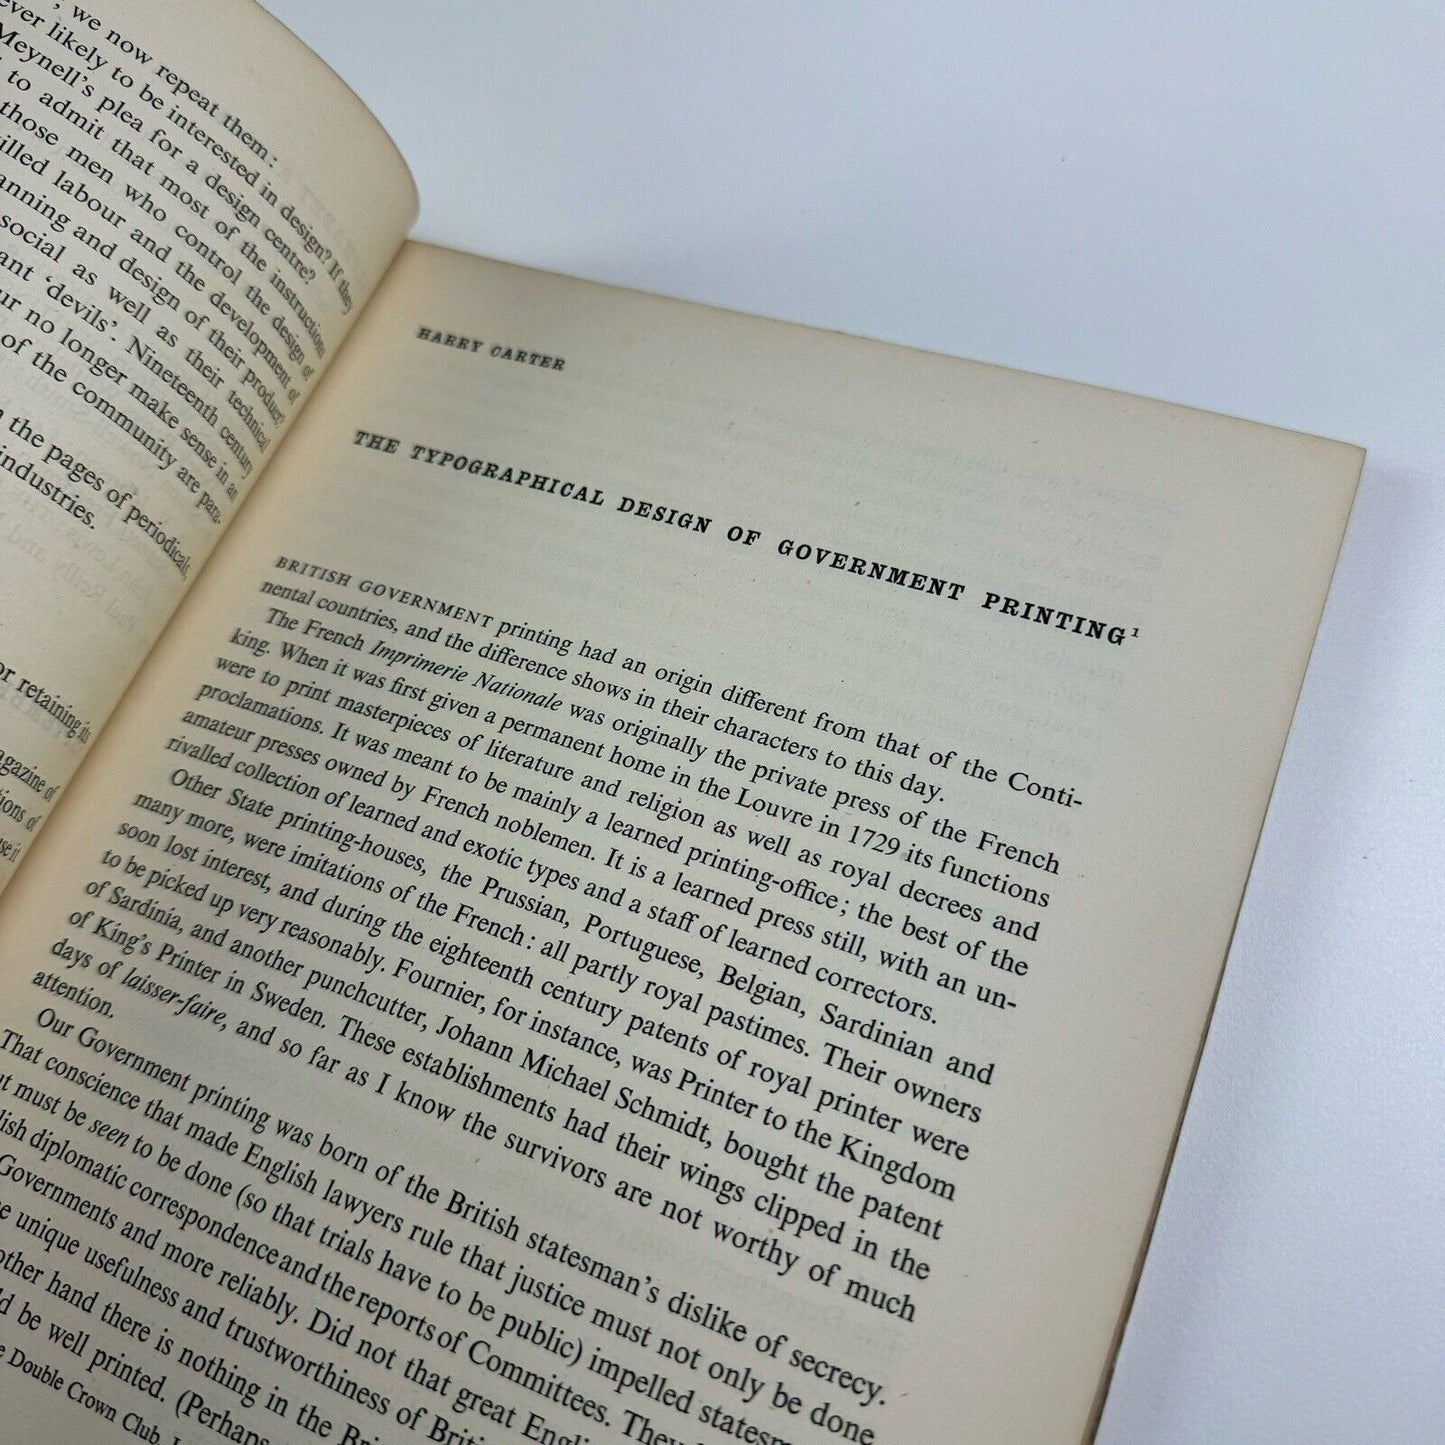 , we now repeat them:
ever likely to be interested in design? If they
Meynell's plea for a design centre?
to admit that most of the instructions
those men who control the design of
illed labour and the development of
anning and design of their product?
social as well as their technical
ant 'devils'. Nineteenth century
ur no longer make sense in an
of the community are para-
n the pages of periodicals,
industries.
or retaining its
agazine of
tions of
se it
HARRY CARTER
THE TYPOGRAPHICAL DESIGN OF GOVERNMENT PRINTING¹
BRITISH GOVERNMENT printing had an origin different from that of the Conti-
nental countries, and the difference shows in their characters to this day.
The French Imprimerie Nationale was originally the private press of the French
king. When it was first given a permanent home in the Louvre in 1729 its functions
were to print masterpieces of literature and religion as well as royal decrees and
proclamations. It was meant to be mainly a learned printing-office; the best of the
amateur presses owned by French noblemen. It is a learned press still, with an un-
rivalled collection of learned and exotic types and a staff of learned correctors.
Other State printing-houses, the Prussian, Portuguese, Belgian, Sardinian and
many more, were imitations of the French: all partly royal pastimes. Their owners
soon lost interest, and during the eighteenth century patents of royal printer were
to be picked up very reasonably. Fournier, for instance, was Printer to the Kingdom
of Sardinia, and another punchcutter, Johann Michael Schmidt, bought the patent
of King's Printer in Sweden. These establishments had their wings clipped in the
days of laisser-faire, and so far as I know the survivors are not worthy of much
attention.
Our Government printing was born of the British statesman's dislike of secrecy.
That conscience that made English lawyers rule that justice must not only be done
ut must be seen to be done (so that trials have to be public) impelled statesm
lish diplomatic correspondence and the reports of Committees. They
Governments and more reliably. Did not that great Engli
e unique usefulness and trustworthiness of Brit
other hand there is nothing in the Bri
ld be well printed. (Perhaps
e Double Crown Club,